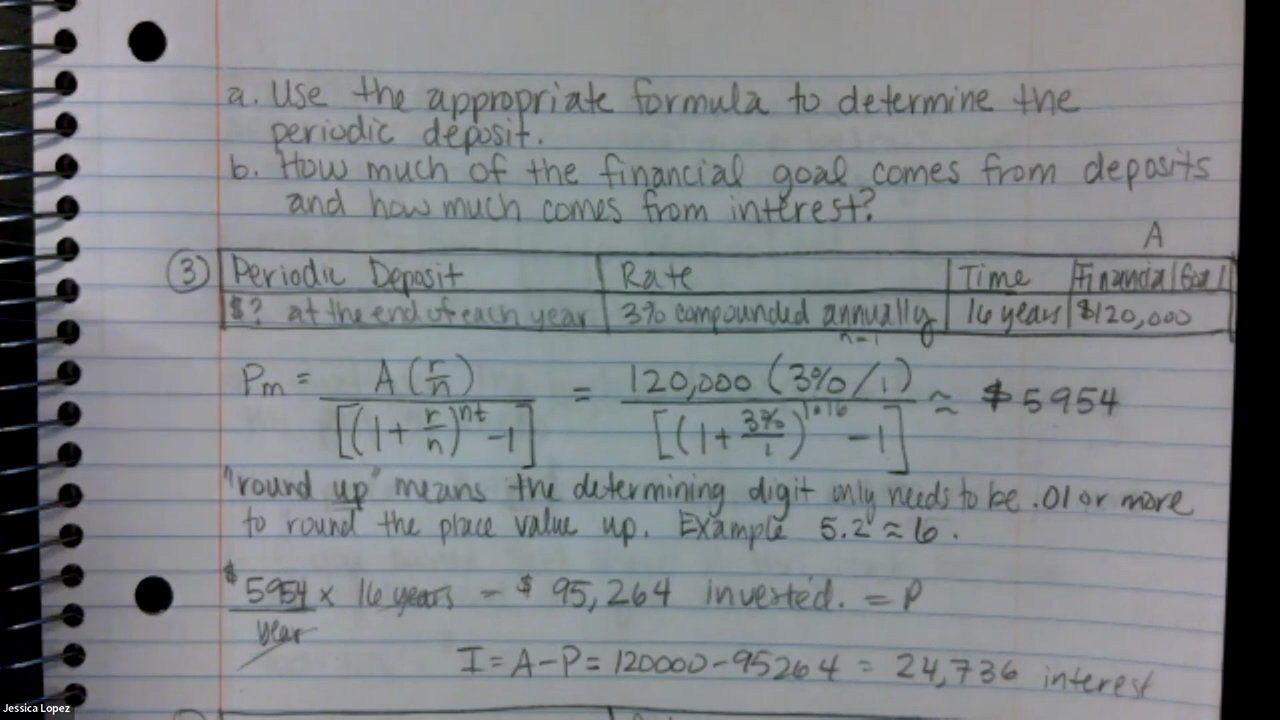 a. Use the appropriate formula to determine the
periodic deposit.
b. How much of the financial goal comes from deposits
and how much comes from interest?
A
③ Periodic Deposit Rate Time Financial Goal
$? at the end of each year 3% compounded annually 16 years $120,000
n=1
Pm = A(r/n) / [(1 + r/n)^nt - 1] = 120,000 (3%/1) / [(1 + 3%/1)^1·16 - 1] ≈ $5954
"round up" means the determining digit only needs to be .01 or more
to round the place value up. Example 5.2 ≈ 6.
$5954/year × 16 years = $95,264 invested. = P
I = A-P = 120000-95264 = 24,736 interest
Jessica Lopez